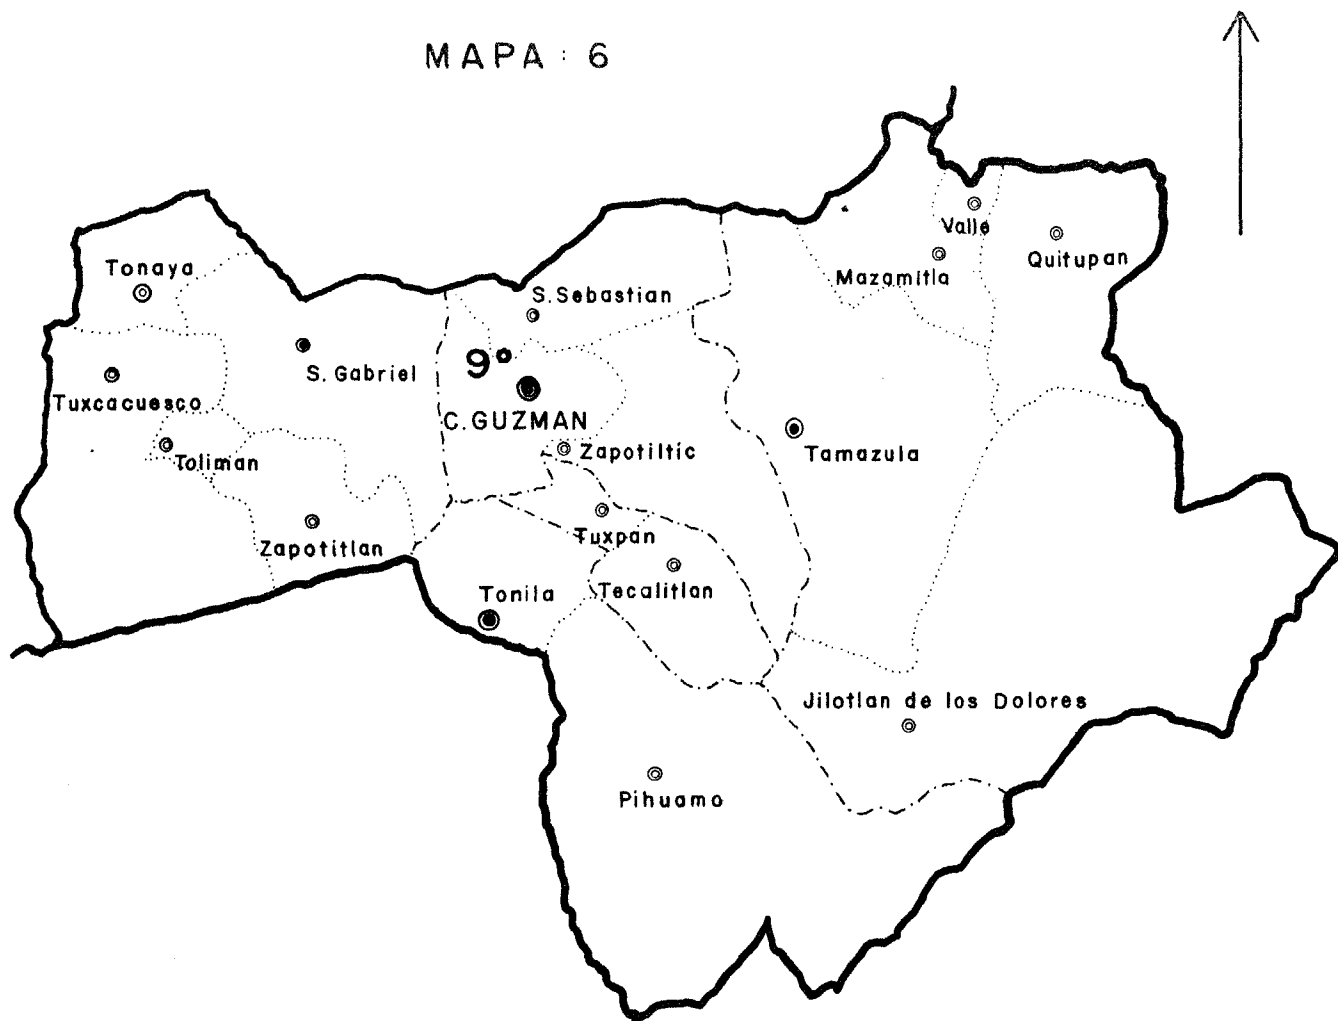 MAPA : 6
Valle
Quitupan
Mazamitla
Tonaya
S. Sebastian
9º
S. Gabriel
Tuxcacuesco
C. GUZMAN
Zapotiltic
Tamazula
Toliman
Tuxpan
Zapotitlan
Tonila
Tecalitlan
Jilotlan de los Dolores
Pihuamo